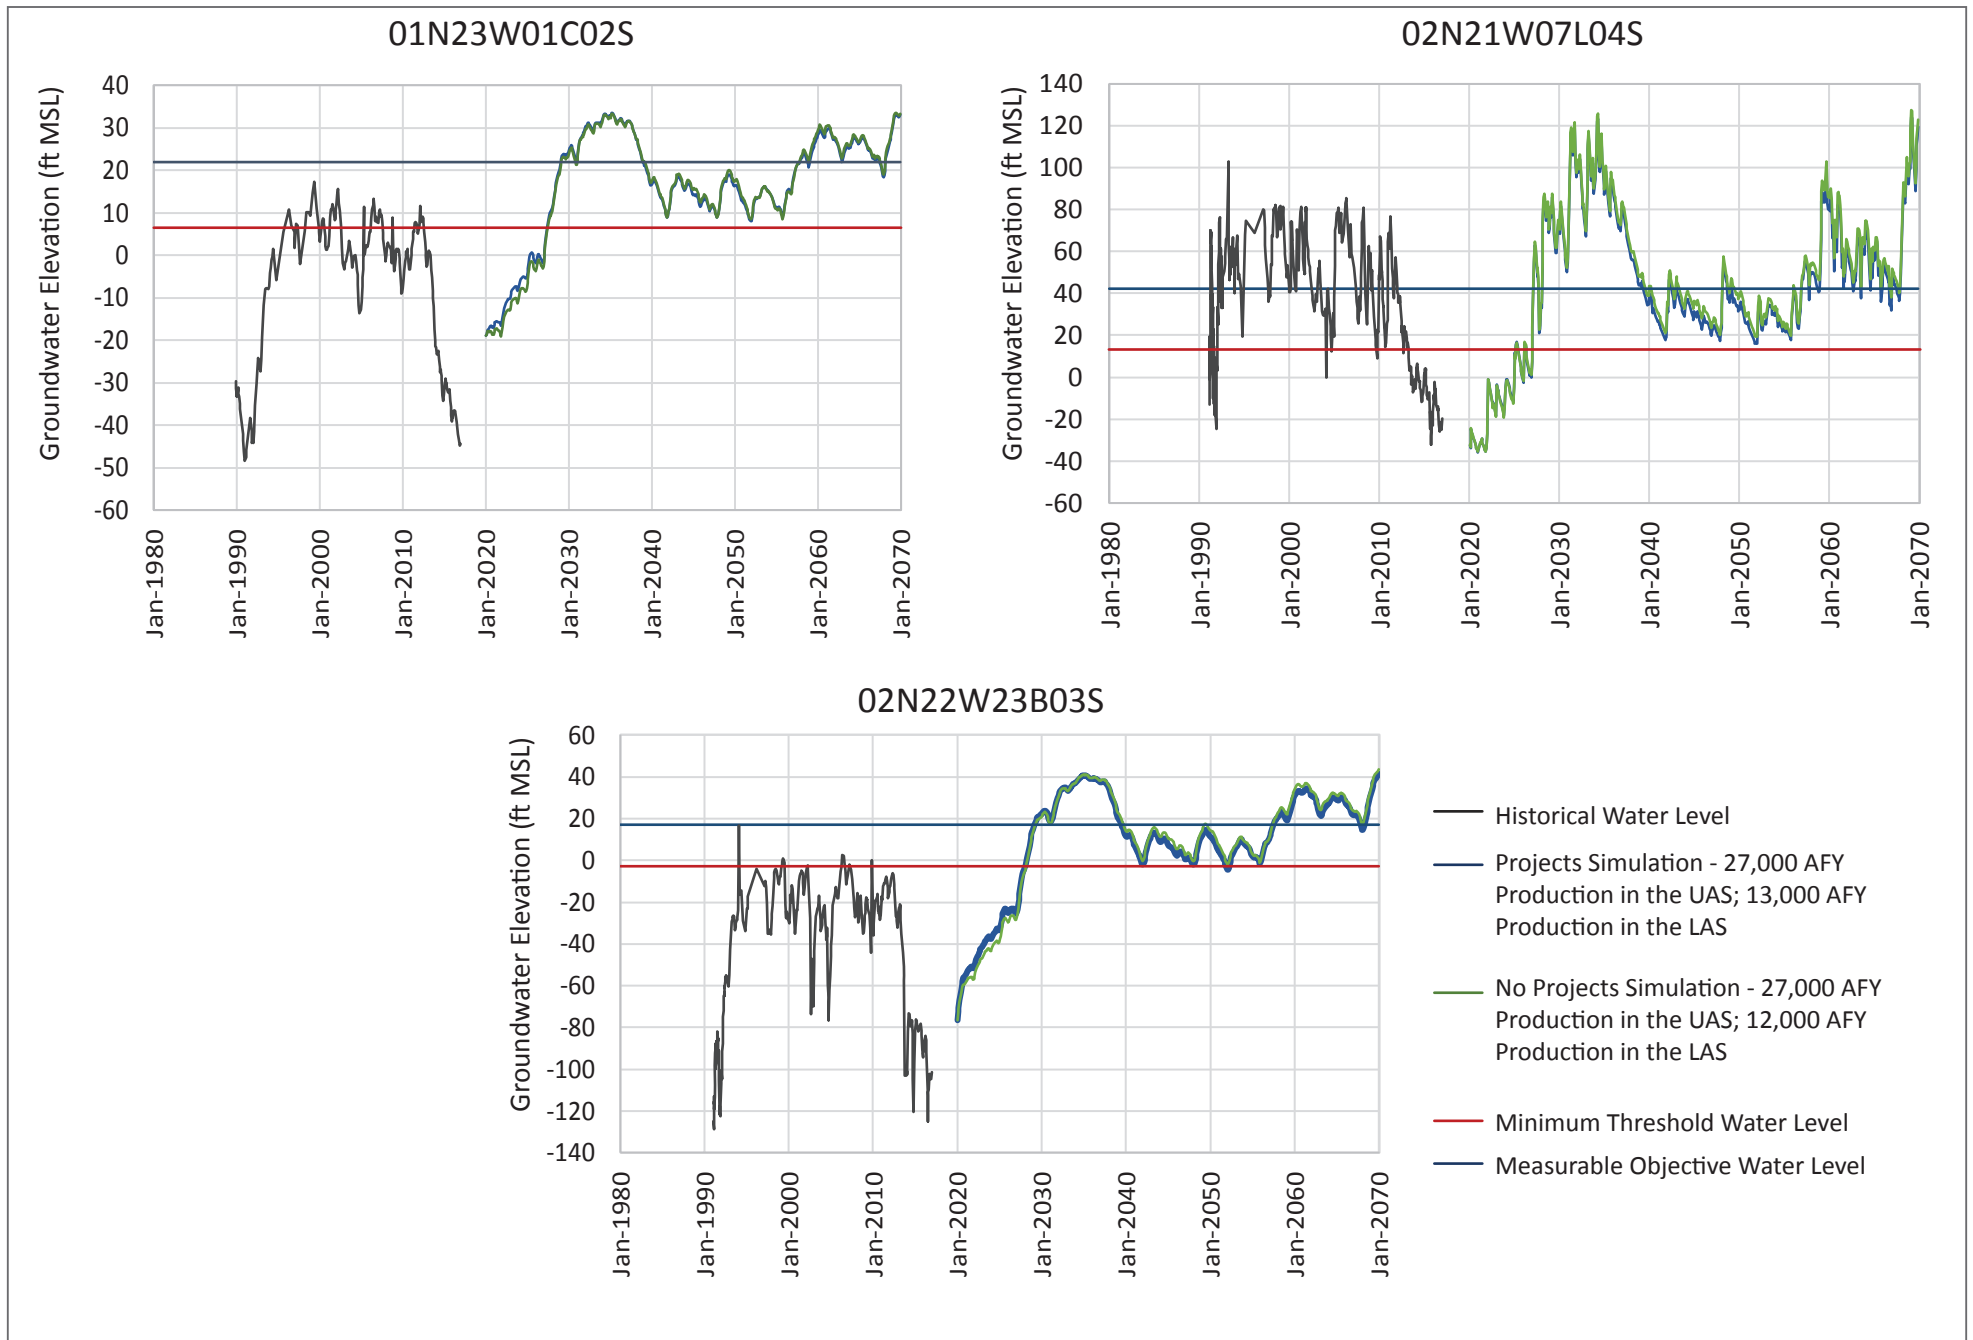 01N23W01C02S
Groundwater Elevation (ft MSL)
40
30
20
10
0
-10
-20
-30
-40
-50
-60
Jan-1980
Jan-1990
Jan-2000
Jan-2010
Jan-2020
Jan-2030
Jan-2040
Jan-2050
Jan-2060
Jan-2070
02N21W07L04S
Groundwater Elevation (ft MSL)
140
120
100
80
60
40
20
0
-20
-40
-60
Jan-1980
Jan-1990
Jan-2000
Jan-2010
Jan-2020
Jan-2030
Jan-2040
Jan-2050
Jan-2060
Jan-2070
02N22W23B03S
Groundwater Elevation (ft MSL)
60
40
20
0
-20
-40
-60
-80
-100
-120
-140
Jan-1980
Jan-1990
Jan-2000
Jan-2010
Jan-2020
Jan-2030
Jan-2040
Jan-2050
Jan-2060
Jan-2070
Historical Water Level
Projects Simulation - 27,000 AFY
Production in the UAS; 13,000 AFY
Production in the LAS
No Projects Simulation - 27,000 AFY
Production in the UAS; 12,000 AFY
Production in the LAS
Minimum Threshold Water Level
Measurable Objective Water Level